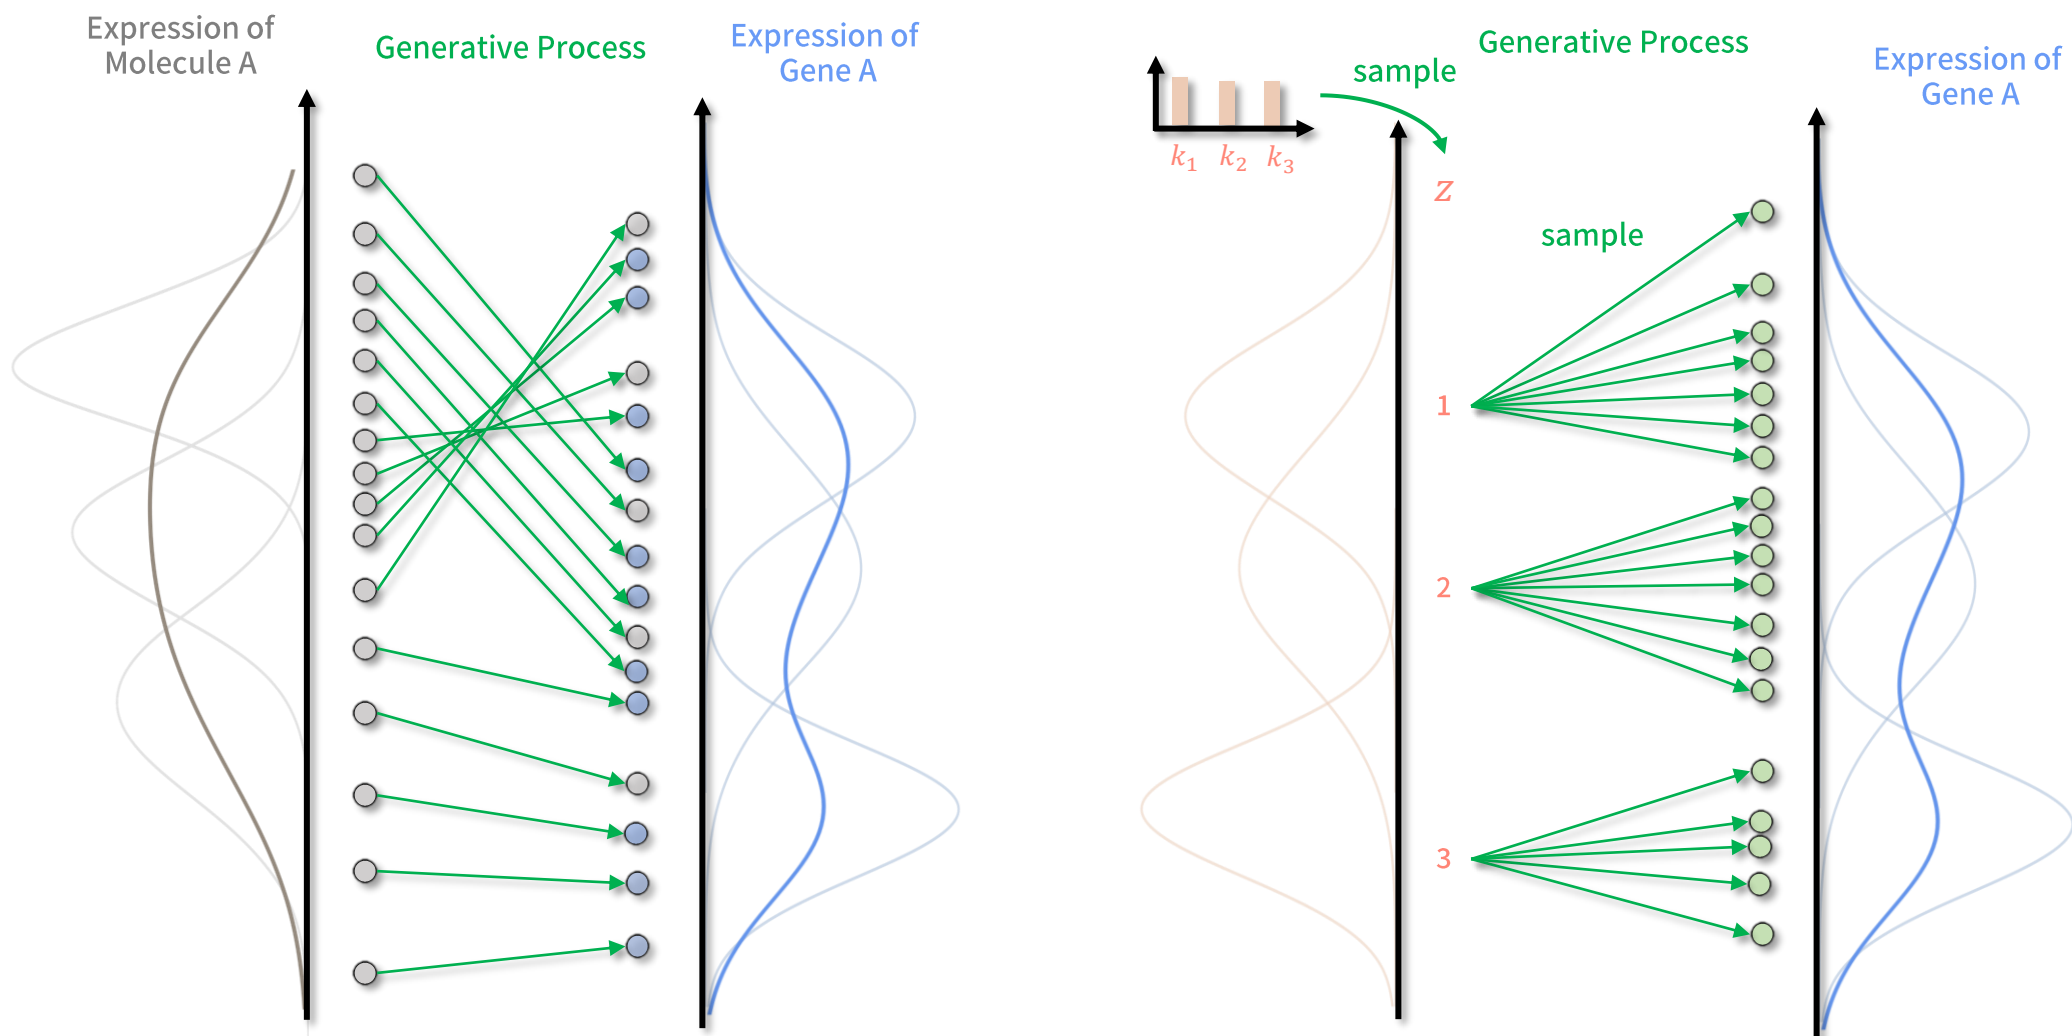 Expression of
Molecule A
Generative Process
Expression of
Gene A
k₁ k₂ k₃
sample
z
Generative Process
sample
1
2
3
Expression of
Gene A